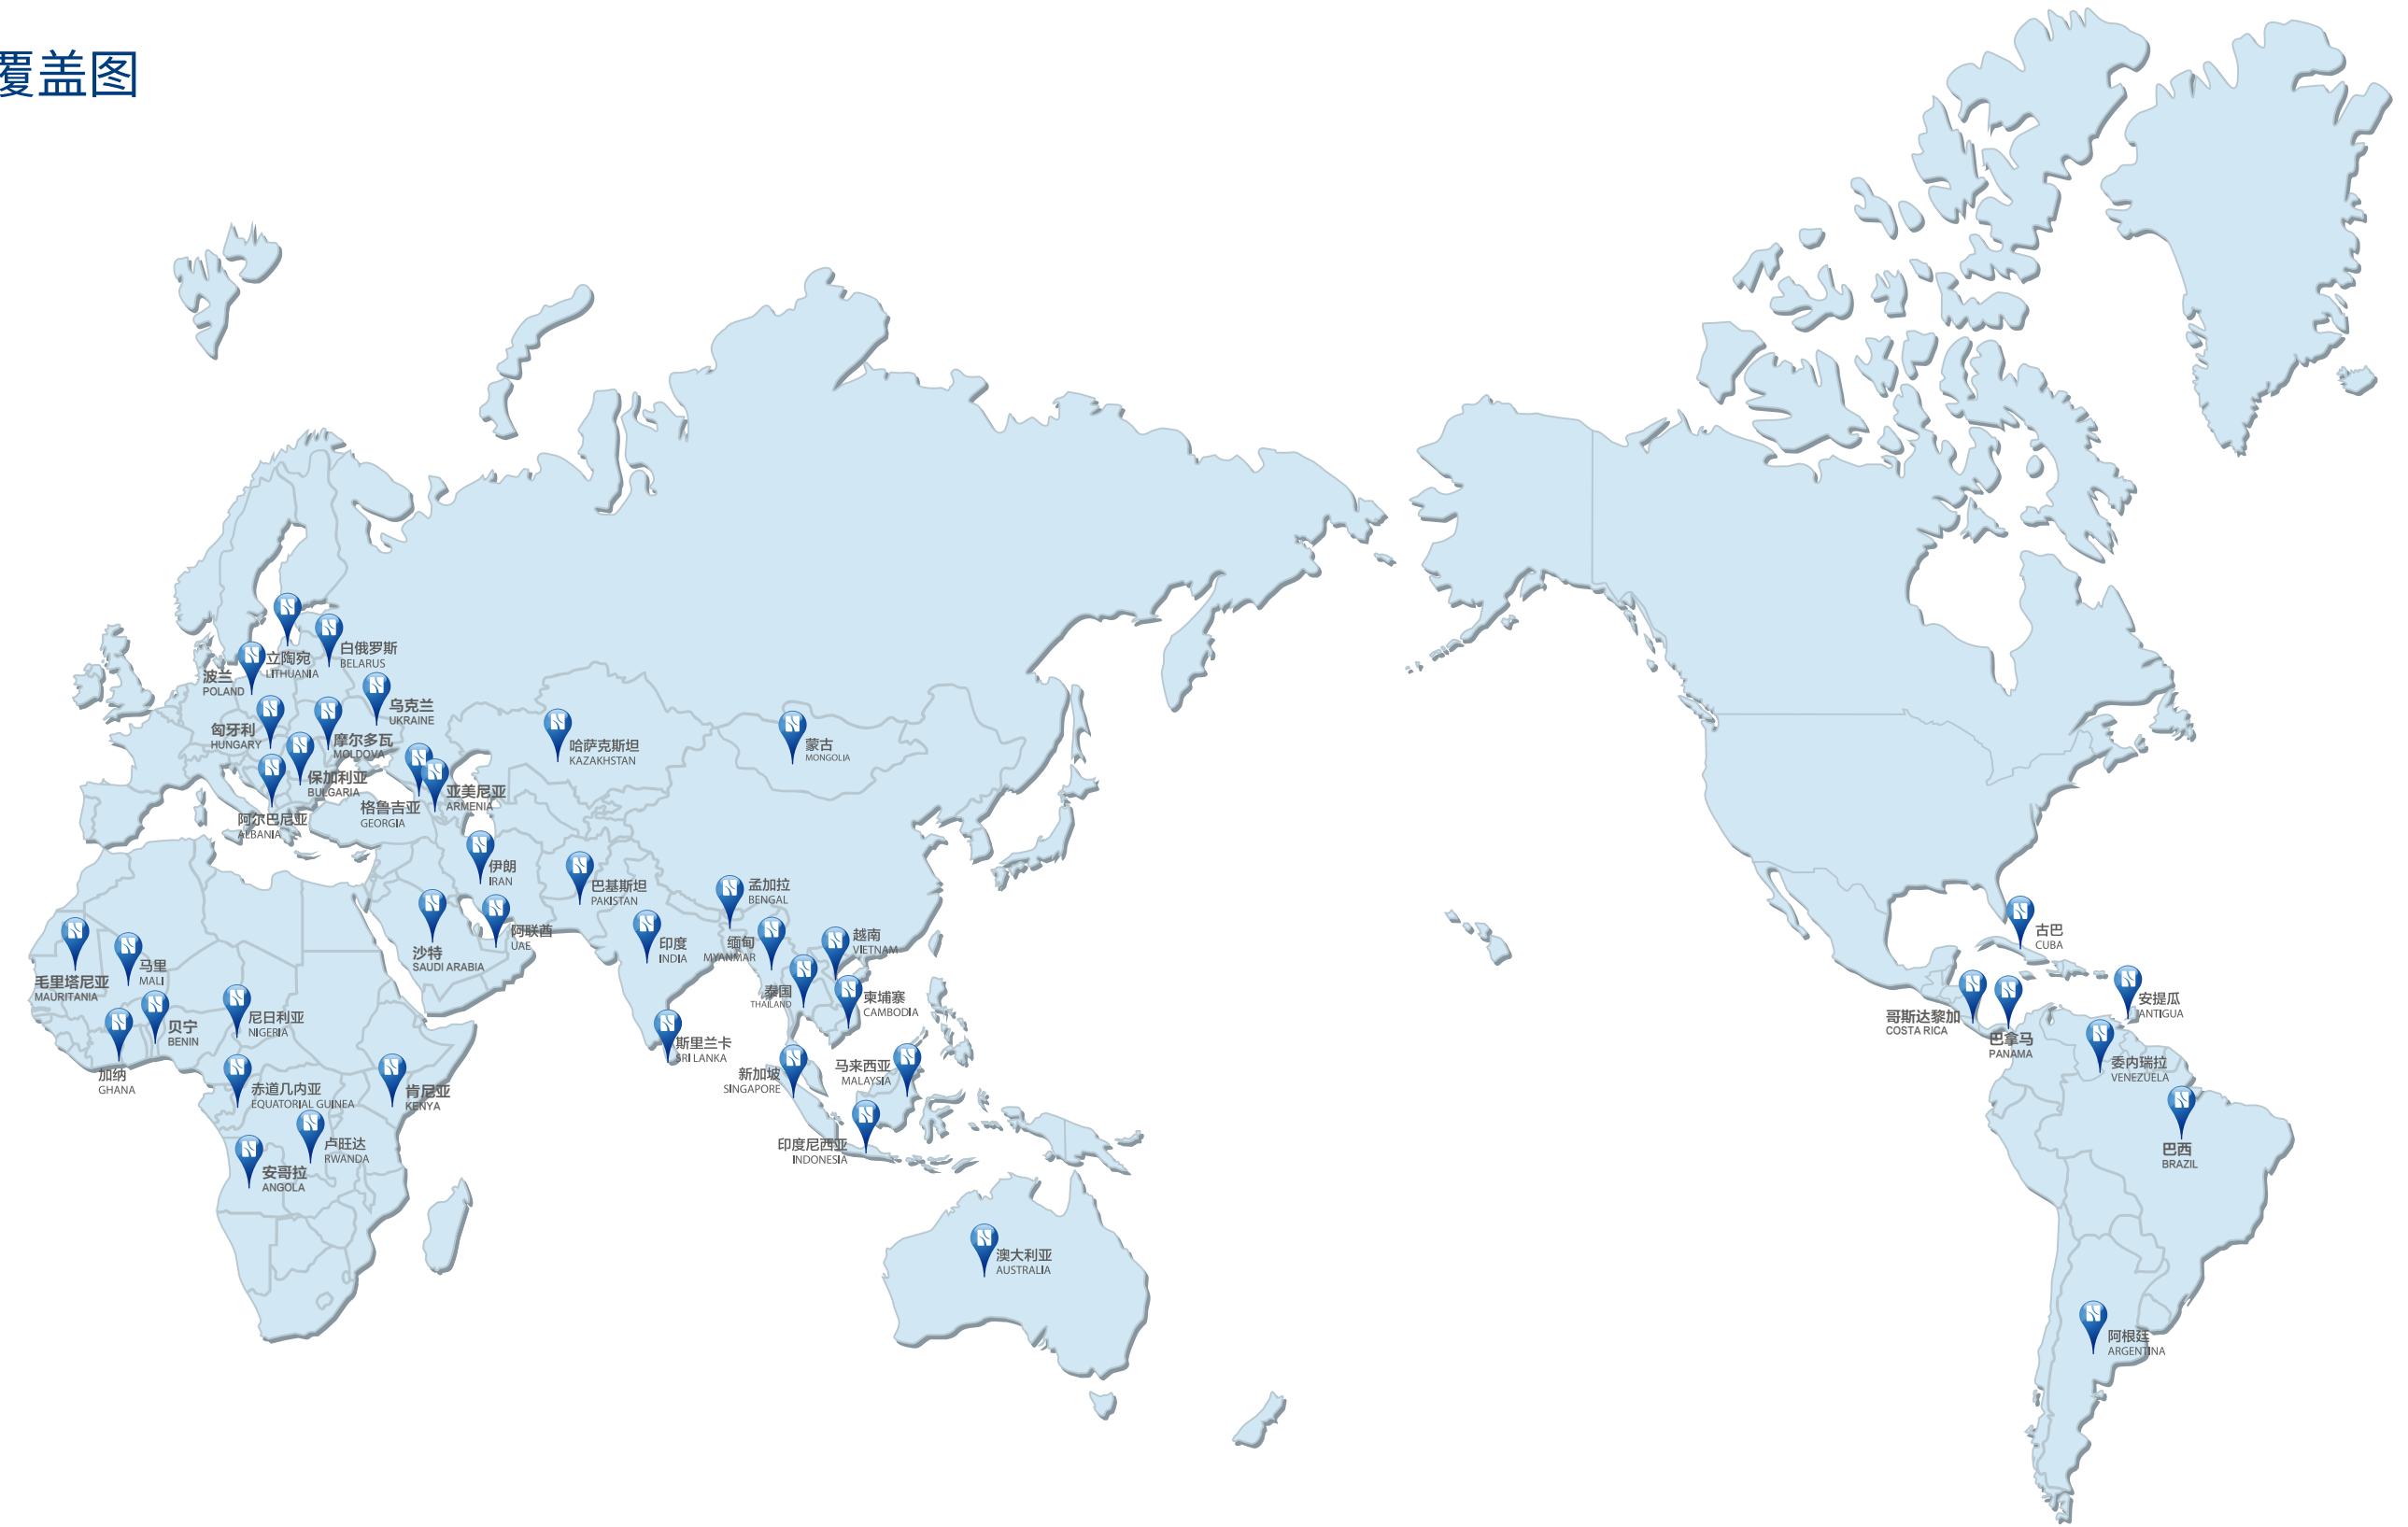 覆盖图
立陶宛
LITHUANIA
白俄罗斯
BELARUS
波兰
POLAND
乌克兰
UKRAINE
匈牙利
HUNGARY
摩尔多瓦
MOLDOVA
保加利亚
BULGARIA
阿尔巴尼亚
ALBANIA
格鲁吉亚
GEORGIA
亚美尼亚
ARMENIA
哈萨克斯坦
KAZAKHSTAN
蒙古
MONGOLIA
伊朗
IRAN
巴基斯坦
PAKISTAN
孟加拉
BENGAL
沙特
SAUDI ARABIA
阿联酋
UAE
印度
INDIA
缅甸
MYANMAR
越南
VIETNAM
泰国
THAILAND
柬埔寨
CAMBODIA
斯里兰卡
SRI LANKA
新加坡
SINGAPORE
马来西亚
MALAYSIA
印度尼西亚
INDONESIA
毛里塔尼亚
MAURITANIA
马里
MALI
贝宁
BENIN
尼日利亚
NIGERIA
加纳
GHANA
赤道几内亚
EQUATORIAL GUINEA
肯尼亚
KENYA
卢旺达
RWANDA
安哥拉
ANGOLA
澳大利亚
AUSTRALIA
古巴
CUBA
哥斯达黎加
COSTA RICA
巴拿马
PANAMA
安提瓜
ANTIGUA
委内瑞拉
VENEZUELA
巴西
BRAZIL
阿根廷
ARGENTINA